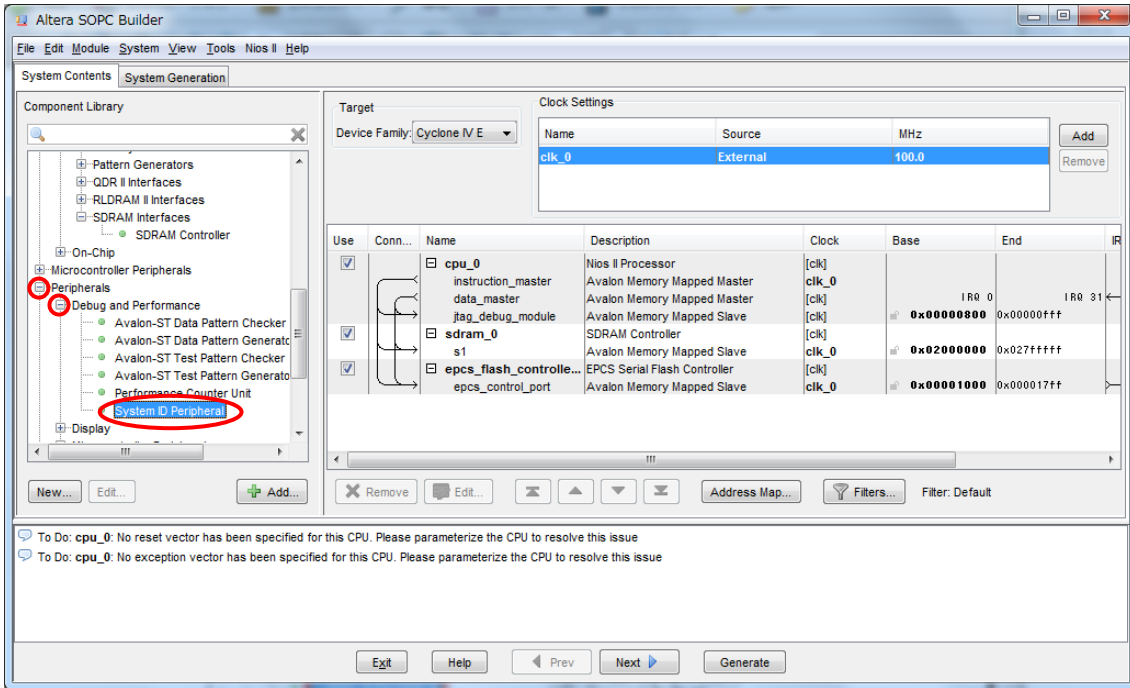 Altera SOPC Builder
File Edit Module System View Tools Nios II Help
System Contents System Generation
Component Library
Pattern Generators
QDR II Interfaces
RLDRAM II Interfaces
SDRAM Interfaces
SDRAM Controller
On-Chip
Microcontroller Peripherals
Peripherals
Debug and Performance
Avalon-ST Data Pattern Checker
Avalon-ST Data Pattern Generato
Avalon-ST Test Pattern Checker
Avalon-ST Test Pattern Generato
Performance Counter Unit
System ID Peripheral
Display
New... Edit... Add...
Target
Device Family: Cyclone IV E
Clock Settings
Name Source MHz
clk_0 External 100.0
Add
Remove
Use Conn... Name Description Clock Base End IR
cpu_0 Nios II Processor [clk]
instruction_master Avalon Memory Mapped Master clk_0
data_master Avalon Memory Mapped Master [clk] IRQ 0 IRQ 31
jtag_debug_module Avalon Memory Mapped Slave [clk] 0x00000800 0x00000fff
sdram_0 SDRAM Controller [clk]
s1 Avalon Memory Mapped Slave clk_0 0x02000000 0x027fffff
epcs_flash_controlle... EPCS Serial Flash Controller [clk]
epcs_control_port Avalon Memory Mapped Slave clk_0 0x00001000 0x000017ff
Remove Edit... Address Map... Filters... Filter: Default
To Do: cpu_0: No reset vector has been specified for this CPU. Please parameterize the CPU to resolve this issue
To Do: cpu_0: No exception vector has been specified for this CPU. Please parameterize the CPU to resolve this issue
Exit Help Prev Next Generate